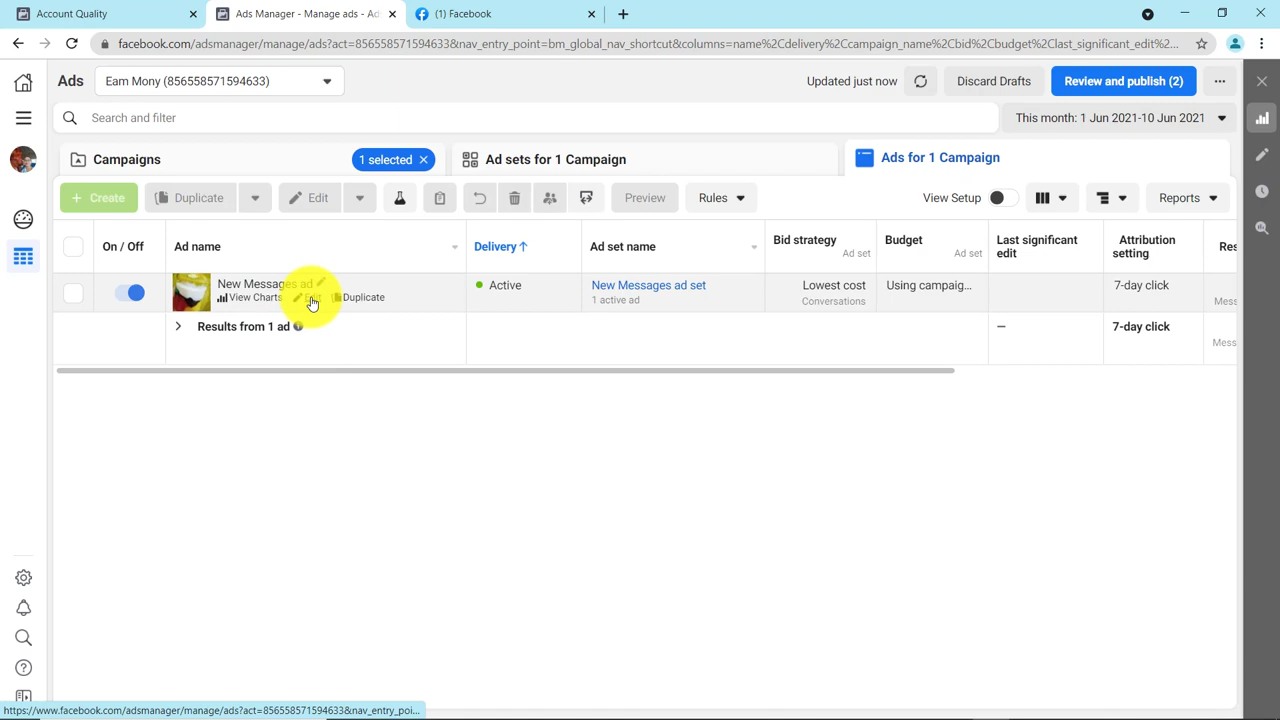 Account Quality
Ads Manager - Manage ads - Ad
(1) Facebook
facebook.com/adsmanager/manage/ads?act=856558571594633&nav_entry_point=bm_global_nav_shortcut&columns=name%2Cdelivery%2Ccampaign_name%2Cbid%2Cbudget%2Clast_significant_edit%2...
Ads
Eam Mony (856558571594633)
Updated just now
Discard Drafts
Review and publish (2)
Search and filter
This month: 1 Jun 2021-10 Jun 2021
Campaigns
1 selected
Ad sets for 1 Campaign
Ads for 1 Campaign
+ Create
Duplicate
Edit
Preview
Rules
View Setup
Reports
On / Off
Ad name
Delivery↑
Ad set name
Bid strategy
Ad set
Budget
Ad set
Last significant
edit
Attribution
setting
Res
New Messages ad
View Charts
Duplicate
Active
New Messages ad set
1 active ad
Lowest cost
Conversations
Using campaig...
7-day click
Mess
Results from 1 ad
—
7-day click
Mess
https://www.facebook.com/adsmanager/manage/ads?act=856558571594633&nav_entry_poi...